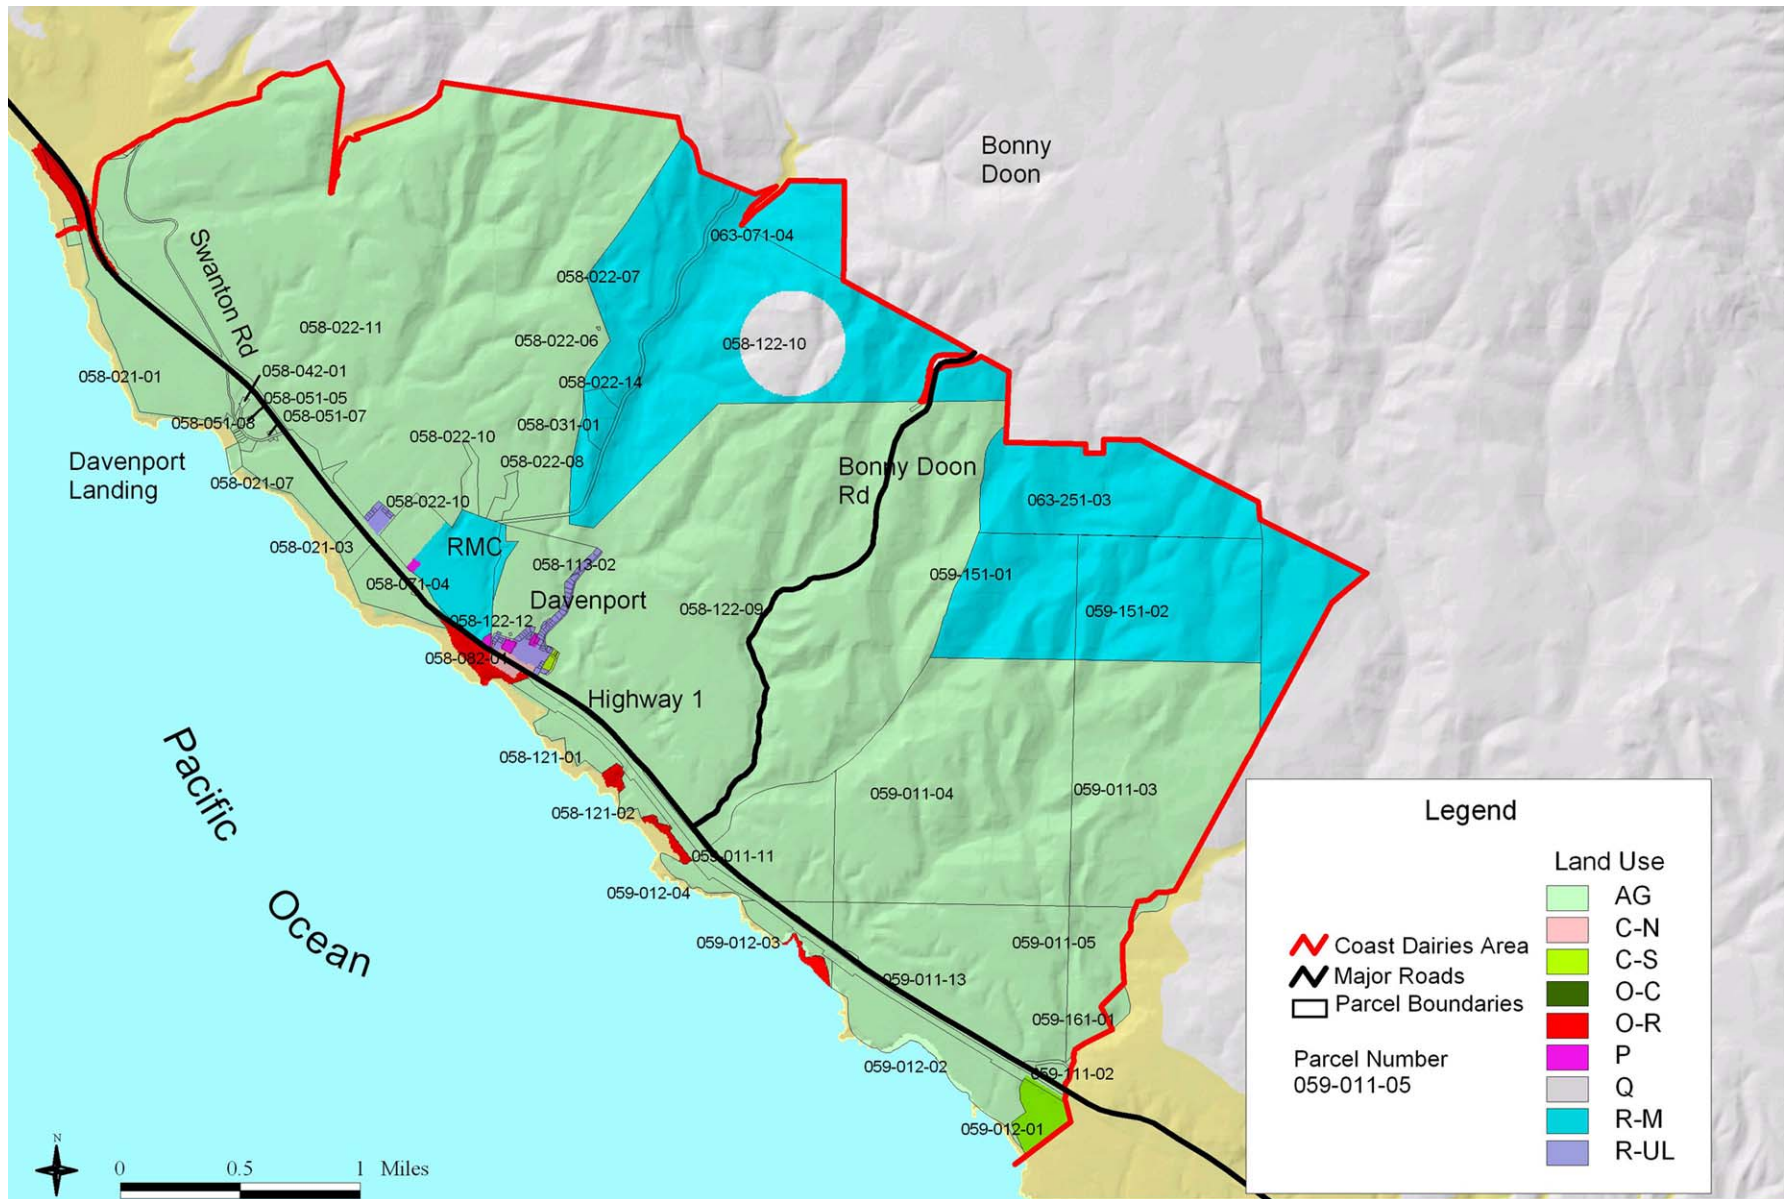 Bonny
Doon
063-071-04
Swanton Rd
058-022-07
058-022-11
058-022-06
058-122-10
058-042-01
058-021-01
058-022-14
058-051-05
058-051-07
058-051-08
058-031-01
058-022-10
058-022-08
Davenport
Landing
Bonny Doon
Rd
058-021-07
058-022-10
063-251-03
058-021-03
RMC
058-113-02
059-151-01
058-071-04
Davenport
058-122-09
059-151-02
058-122-12
058-082-01
Highway 1
Pacific
Ocean
058-121-01
059-011-04
059-011-03
058-121-02
059-011-11
059-012-04
059-012-03
059-011-05
059-011-13
059-161-01
059-012-02
059-111-02
059-012-01
Legend
Land Use
AG
C-N
C-S
O-C
O-R
P
Q
R-M
R-UL
Coast Dairies Area
Major Roads
Parcel Boundaries
Parcel Number
059-011-05
N
0 0.5 1 Miles